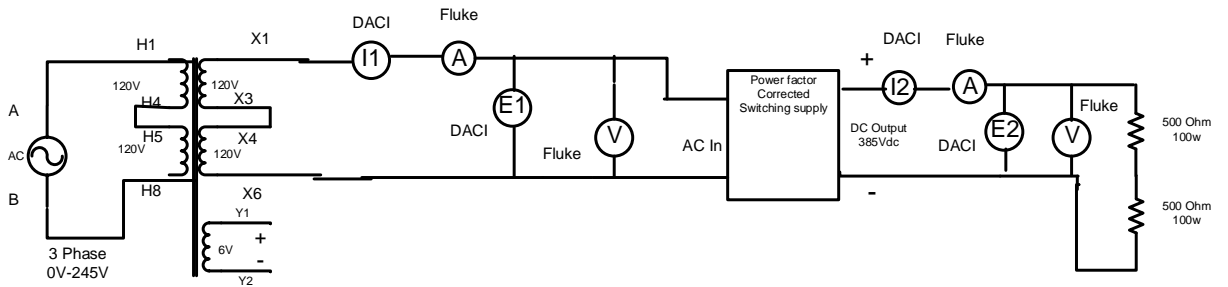 DACI
Fluke
H1
X1
I1
A
120V
120V
H4
X3
H5
X4
120V
120V
H8
X6
A
AC
B
3 Phase
0V-245V
Y1
6V
+
-
Y2
E1
DACI
V
Fluke
AC In
Power factor
Corrected
Switching supply
DC Output
385Vdc
+
-
DACI
Fluke
I2
A
E2
DACI
V
Fluke
500 Ohm
100w
500 Ohm
100w